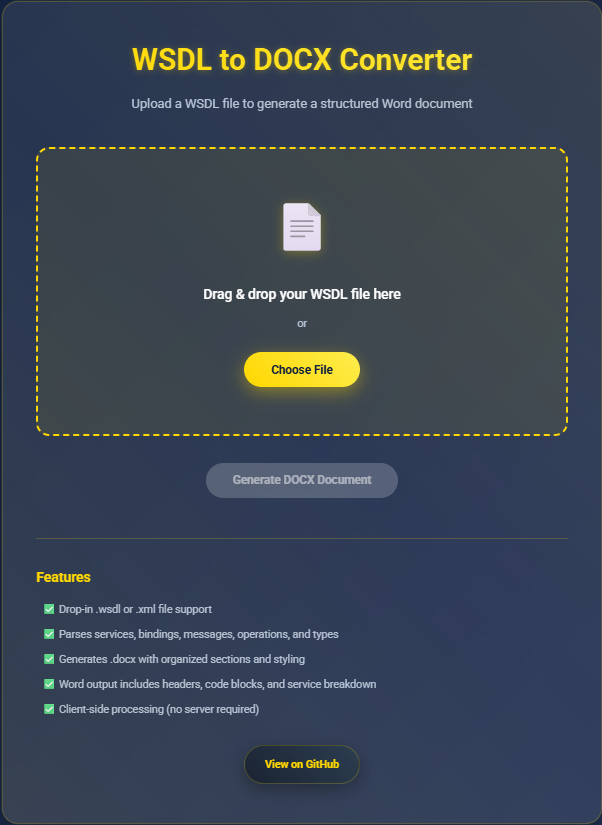 WSDL to DOCX Converter
Upload a WSDL file to generate a structured Word document
Drag & drop your WSDL file here
or
Choose File
Generate DOCX Document
Features
Drop-in .wsdl or .xml file support
Parses services, bindings, messages, operations, and types
Generates .docx with organized sections and styling
Word output includes headers, code blocks, and service breakdown
Client-side processing (no server required)
View on GitHub